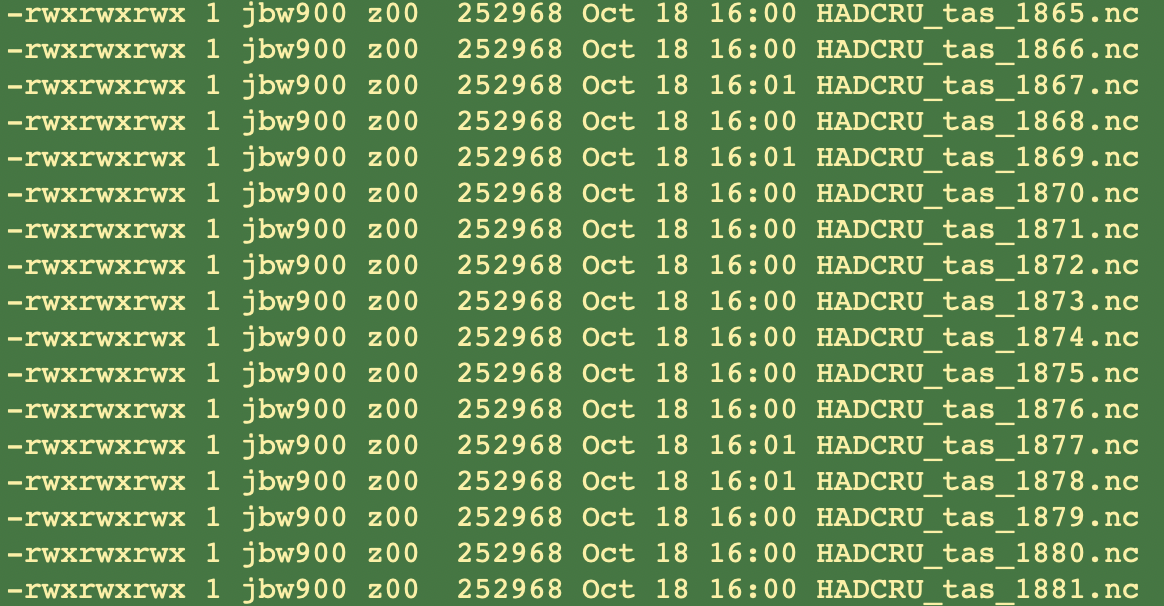 -rwxrwxrwx 1 jbw900 z00  252968 Oct 18 16:00 HADCRU_tas_1865.nc
-rwxrwxrwx 1 jbw900 z00  252968 Oct 18 16:00 HADCRU_tas_1866.nc
-rwxrwxrwx 1 jbw900 z00  252968 Oct 18 16:01 HADCRU_tas_1867.nc
-rwxrwxrwx 1 jbw900 z00  252968 Oct 18 16:00 HADCRU_tas_1868.nc
-rwxrwxrwx 1 jbw900 z00  252968 Oct 18 16:01 HADCRU_tas_1869.nc
-rwxrwxrwx 1 jbw900 z00  252968 Oct 18 16:00 HADCRU_tas_1870.nc
-rwxrwxrwx 1 jbw900 z00  252968 Oct 18 16:00 HADCRU_tas_1871.nc
-rwxrwxrwx 1 jbw900 z00  252968 Oct 18 16:00 HADCRU_tas_1872.nc
-rwxrwxrwx 1 jbw900 z00  252968 Oct 18 16:00 HADCRU_tas_1873.nc
-rwxrwxrwx 1 jbw900 z00  252968 Oct 18 16:00 HADCRU_tas_1874.nc
-rwxrwxrwx 1 jbw900 z00  252968 Oct 18 16:00 HADCRU_tas_1875.nc
-rwxrwxrwx 1 jbw900 z00  252968 Oct 18 16:00 HADCRU_tas_1876.nc
-rwxrwxrwx 1 jbw900 z00  252968 Oct 18 16:01 HADCRU_tas_1877.nc
-rwxrwxrwx 1 jbw900 z00  252968 Oct 18 16:01 HADCRU_tas_1878.nc
-rwxrwxrwx 1 jbw900 z00  252968 Oct 18 16:00 HADCRU_tas_1879.nc
-rwxrwxrwx 1 jbw900 z00  252968 Oct 18 16:00 HADCRU_tas_1880.nc
-rwxrwxrwx 1 jbw900 z00  252968 Oct 18 16:01 HADCRU_tas_1881.nc